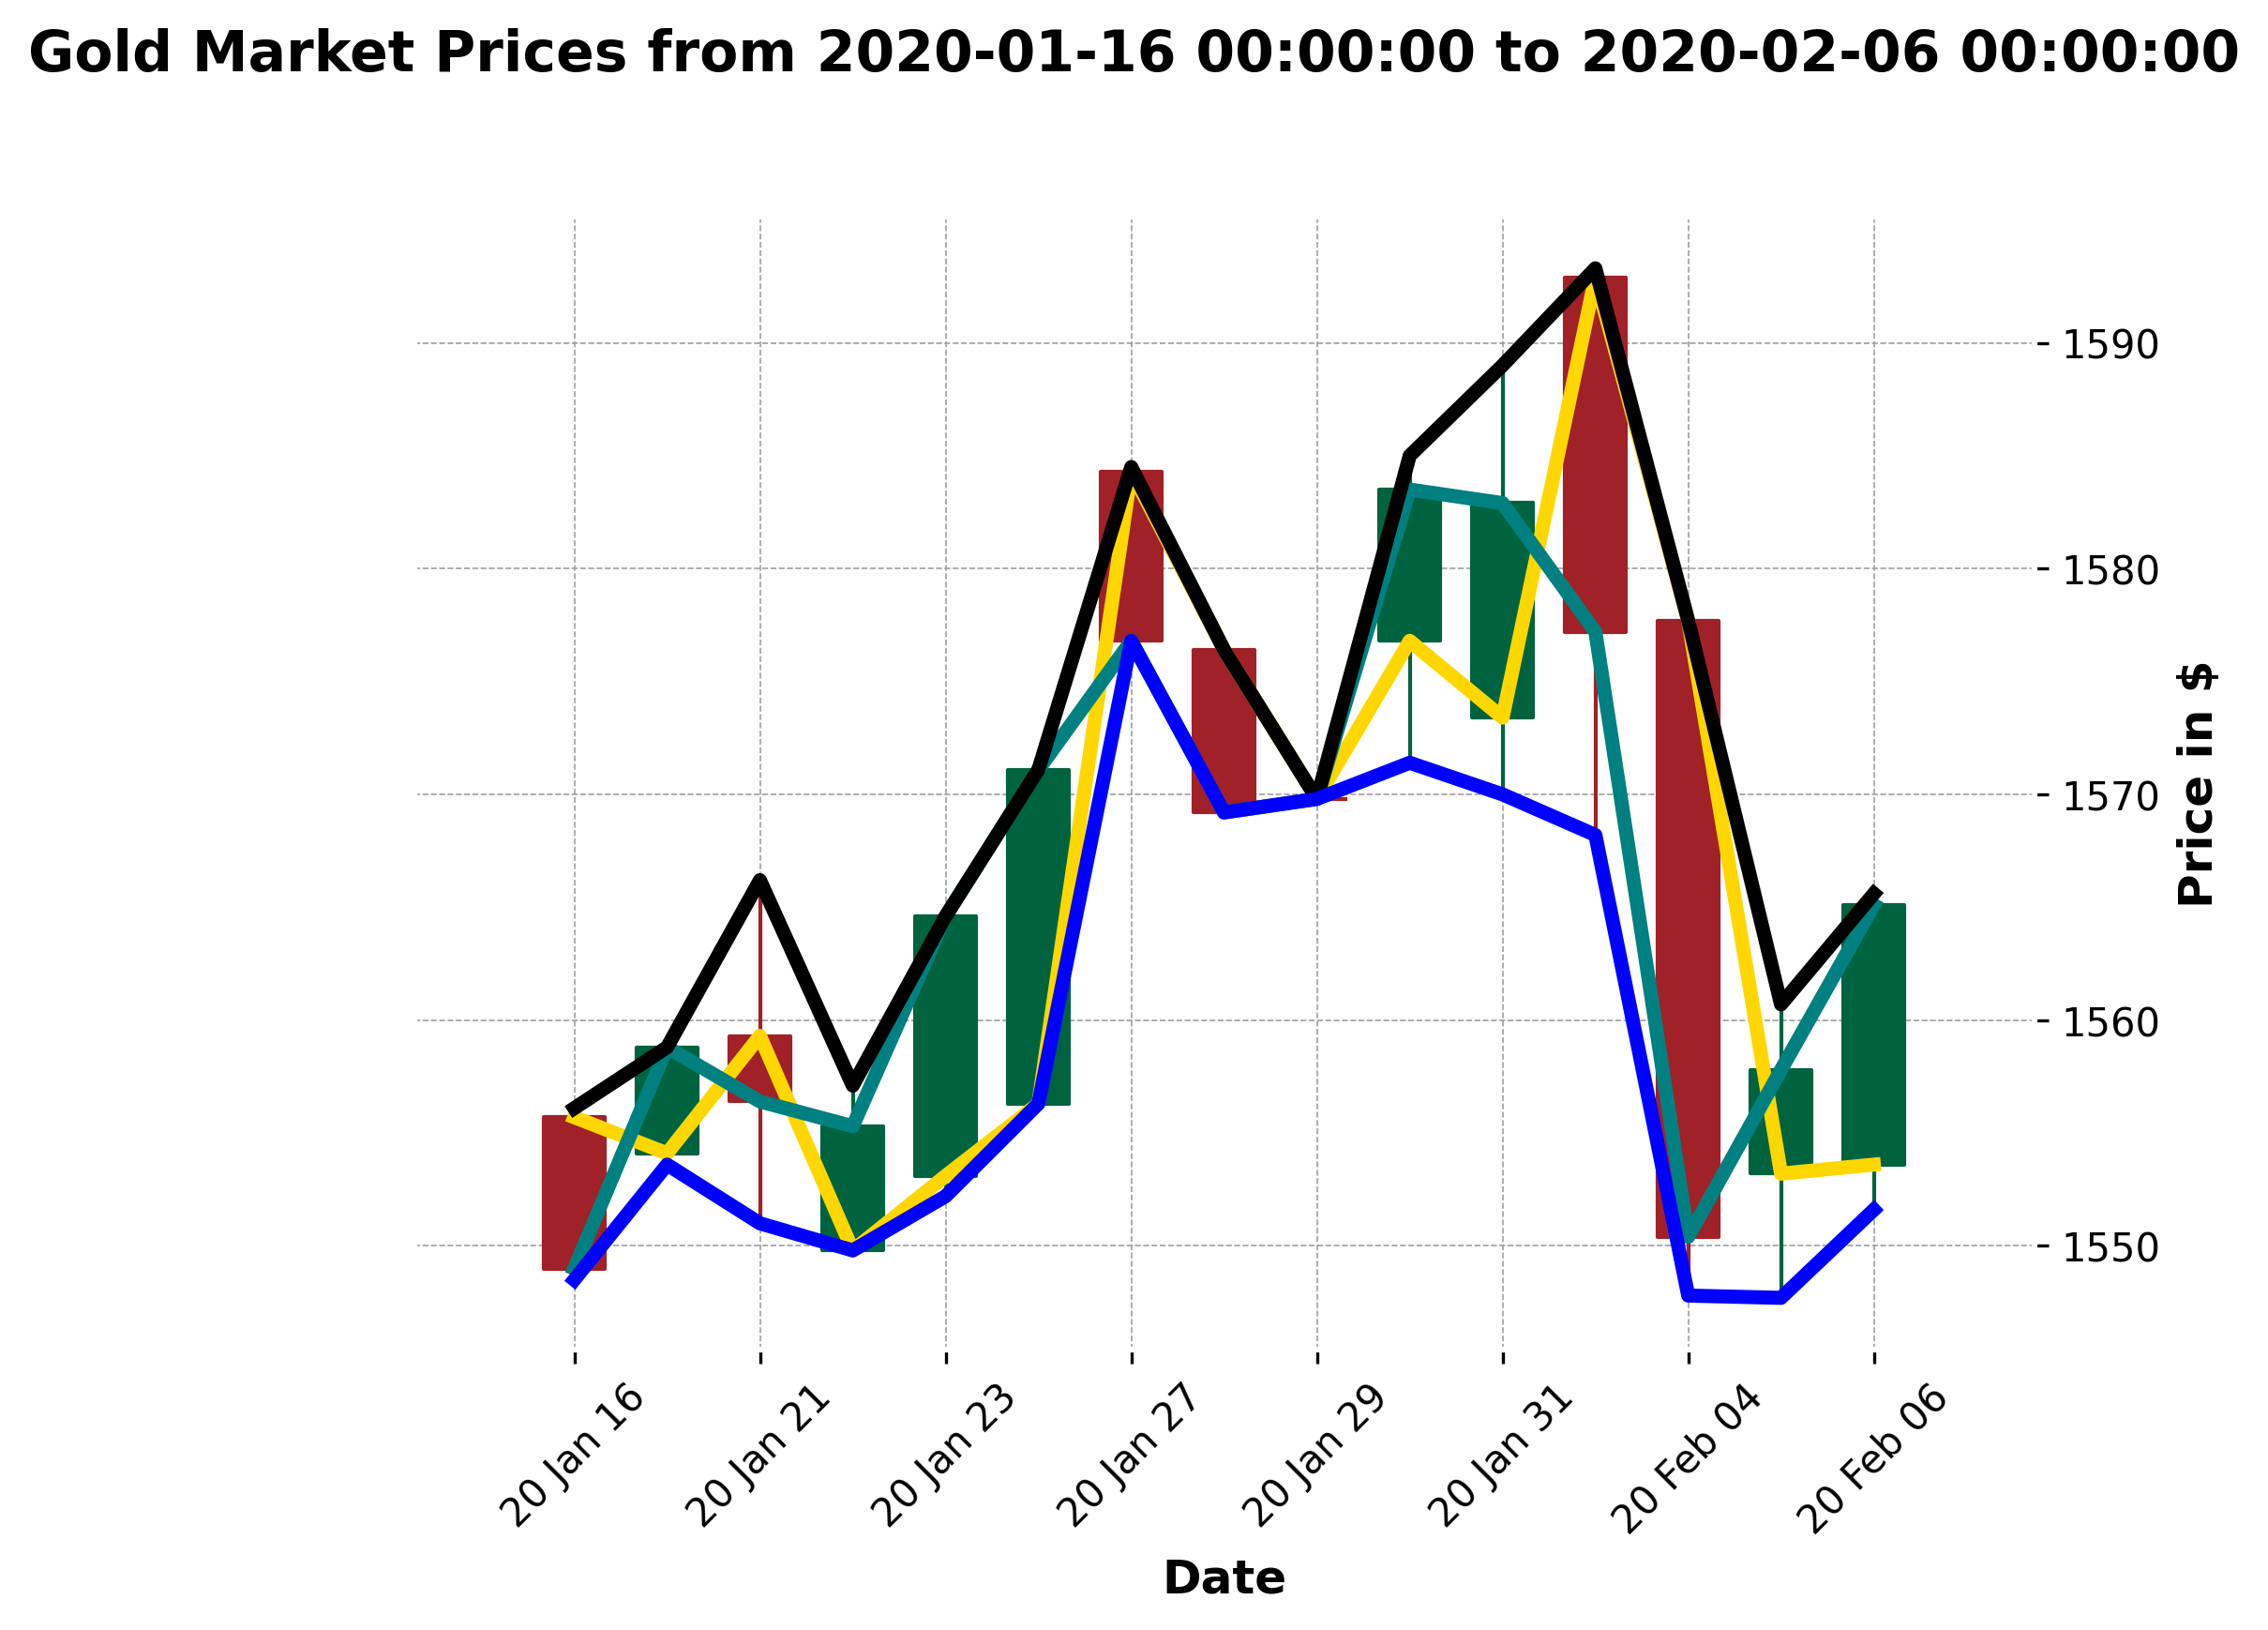 Gold Market Prices from 2020-01-16 00:00:00 to 2020-02-06 00:00:00
1590
1580
1570
1560
1550
Price in $
20 Jan 16
20 Jan 21
20 Jan 23
20 Jan 27
20 Jan 29
20 Jan 31
20 Feb 04
20 Feb 06
Date